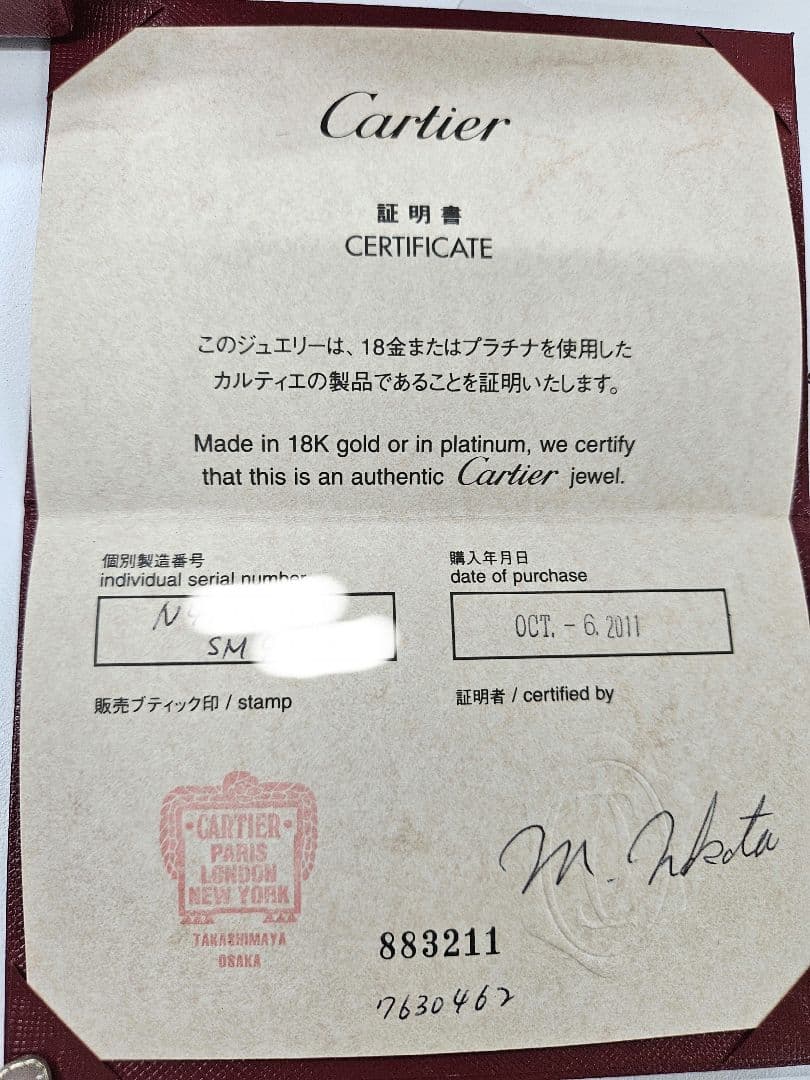 Cartier
証明書
CERTIFICATE
このジュエリーは、18金またはプラチナを使用した
カルティエの製品であることを証明いたします。
Made in 18K gold or in platinum, we certify
that this is an authentic Cartier jewel.
個別製造番号
individual serial number
N4
SM
購入年月日
date of purchase
OCT. - 6. 2011
販売ブティック印 / stamp
証明者 / certified by
·CARTIER·
PARIS
LONDON
NEW YORK
TAKASHIMAYA
OSAKA
M.
883211
7630462